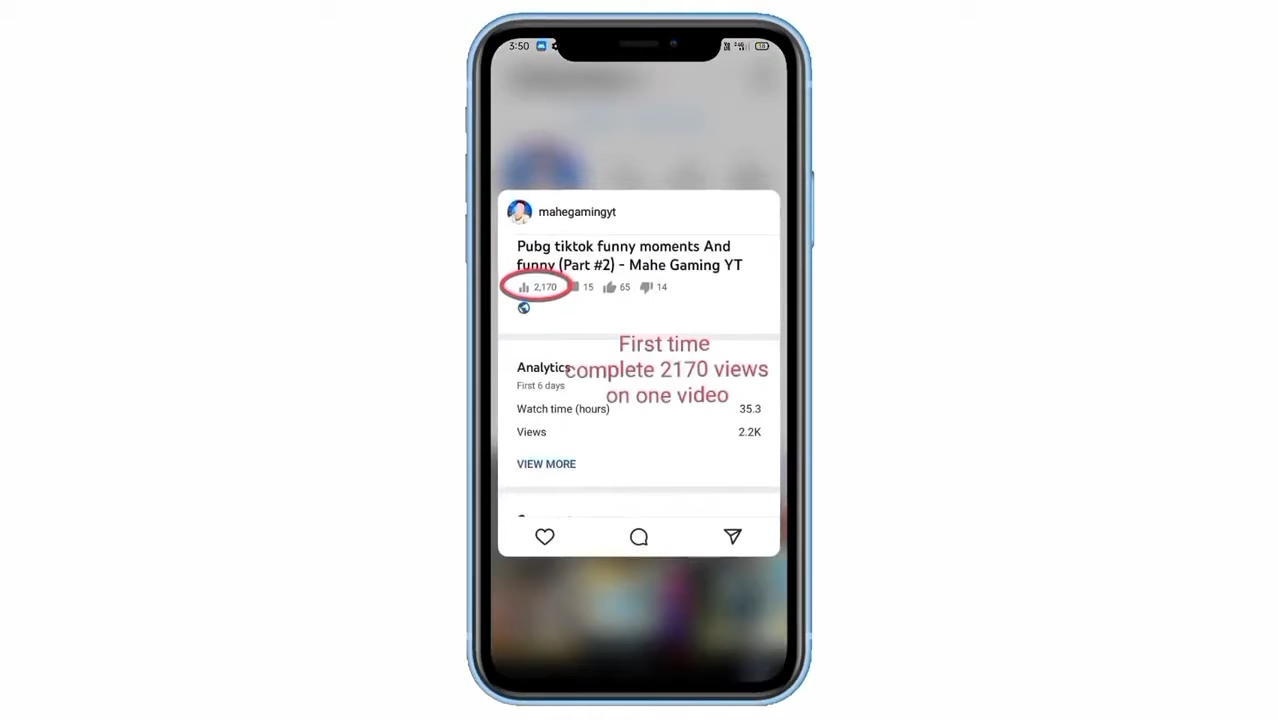 3:50
mahegamingyt
Pubg tiktok funny moments And
funny (Part #2) - Mahe Gaming YT
2,170 15 65 14
First time
complete 2170 views
on one video
Analytics
First 6 days
Watch time (hours) 35.3
Views 2.2K
VIEW MORE